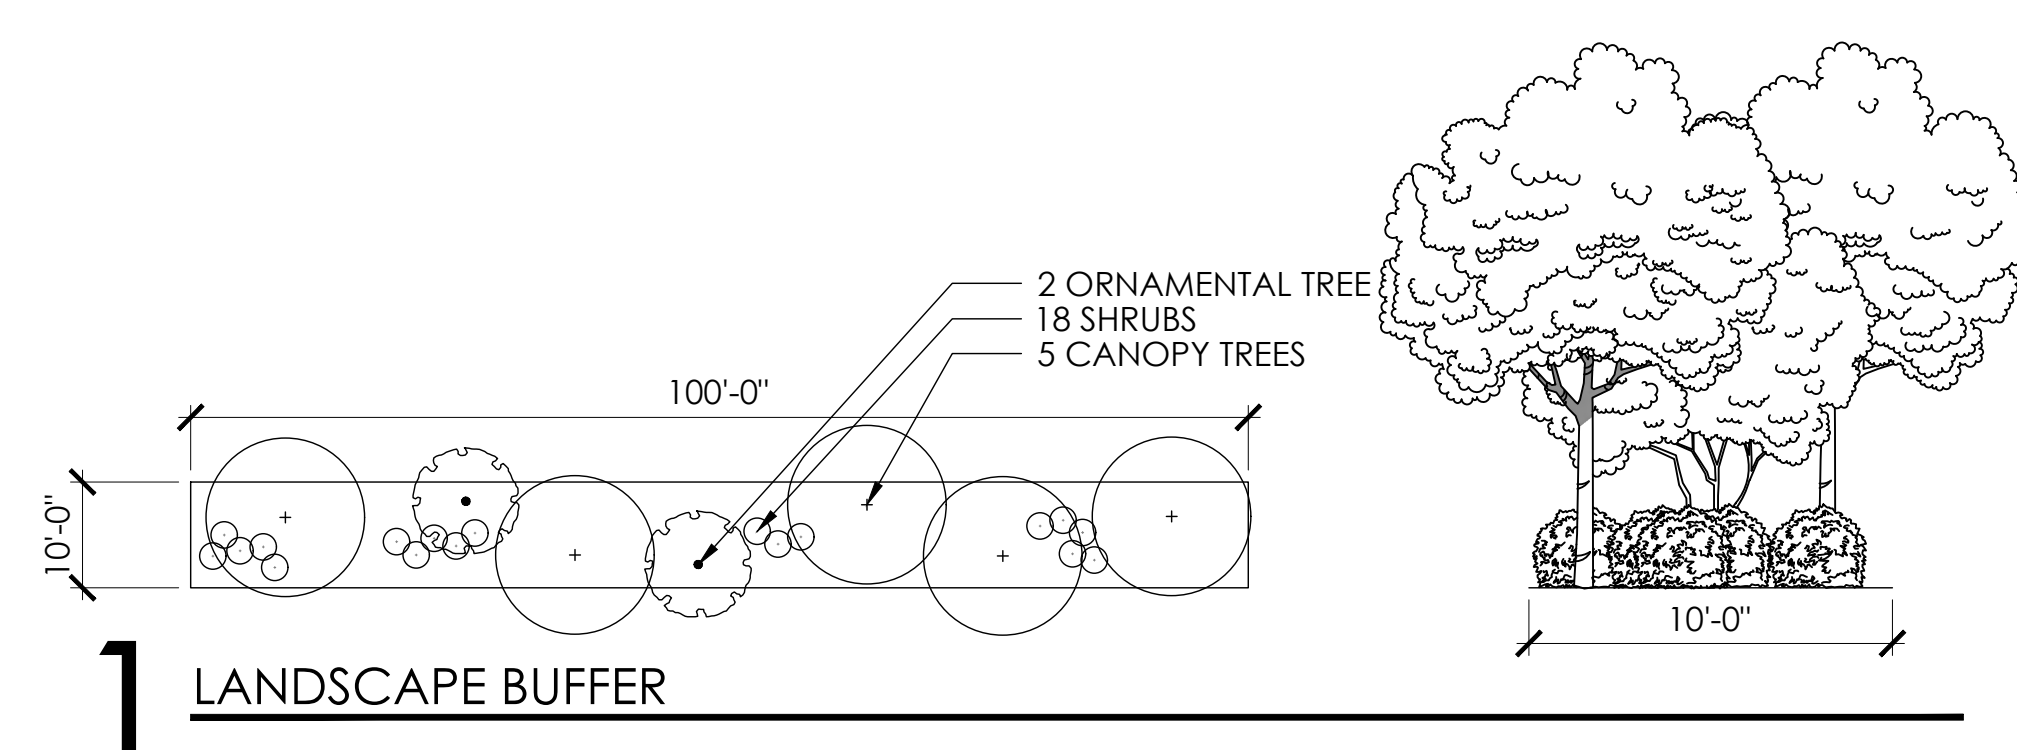 2 ORNAMENTAL TREE
18 SHRUBS
5 CANOPY TREES
100'-0"
10'-0"
10'-0"
1
LANDSCAPE BUFFER